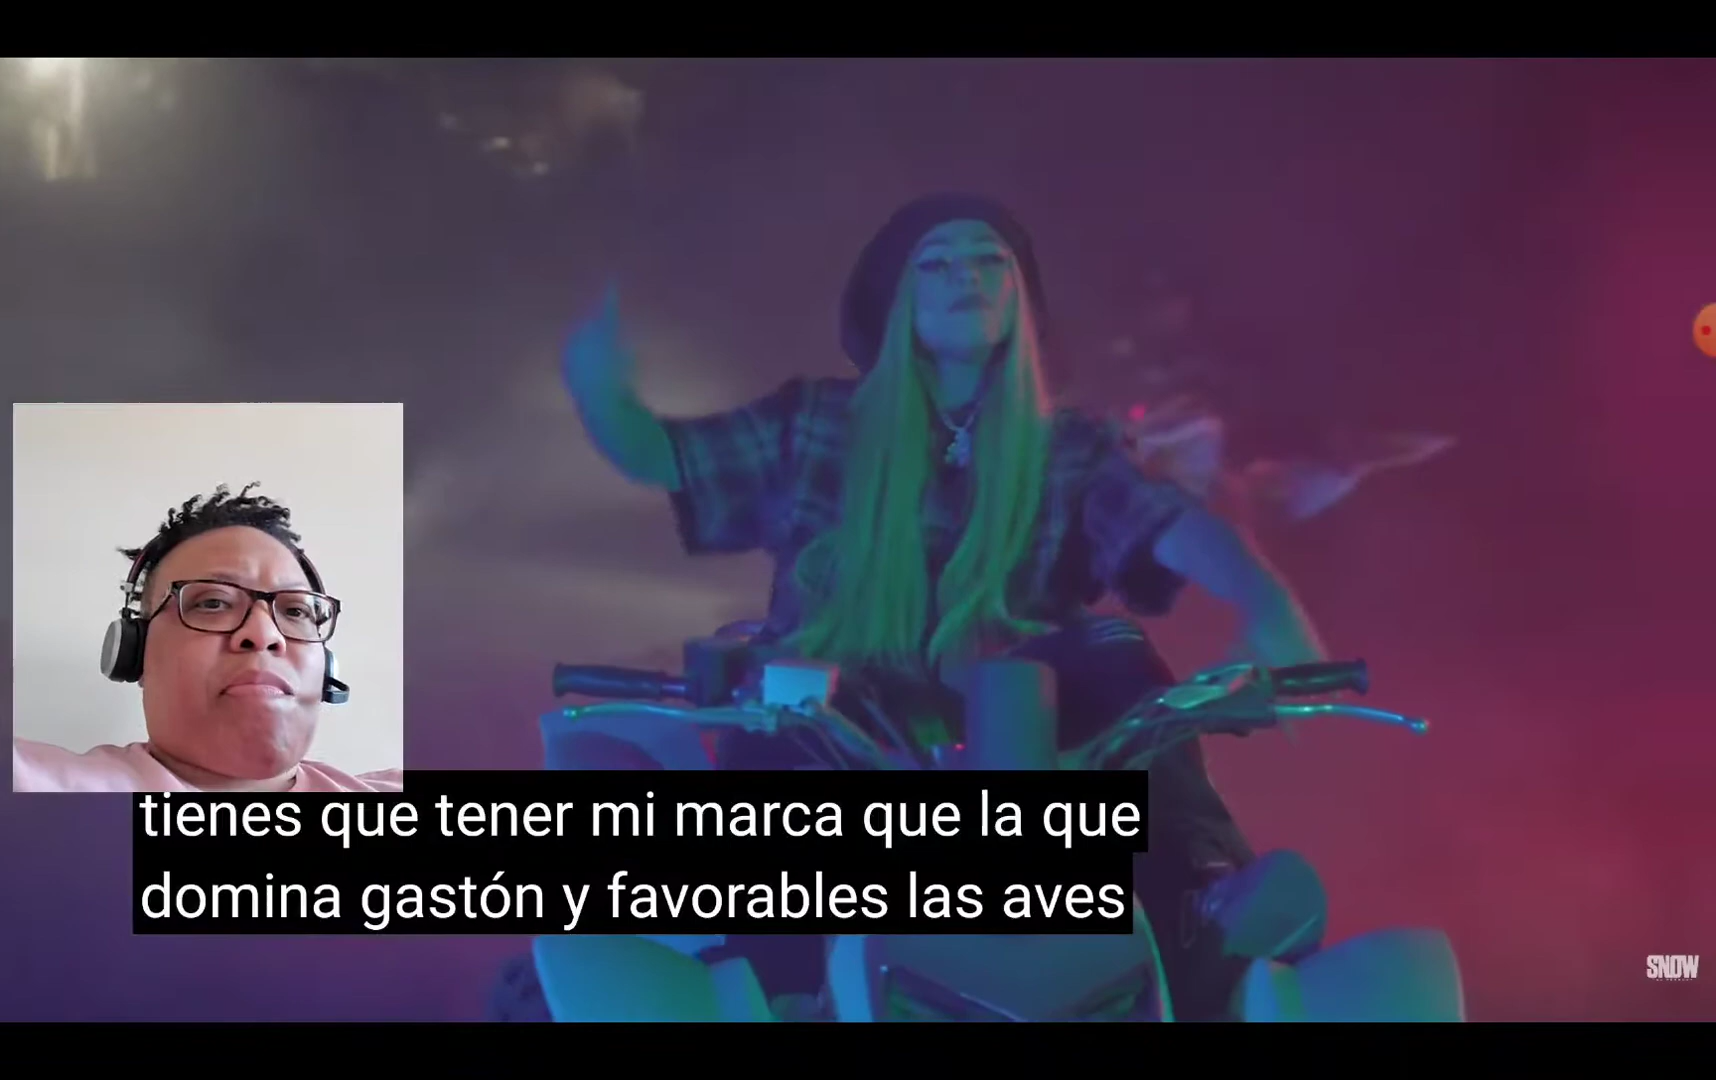 tienes que tener mi marca que la que
domina gastón y favorables las aves
SNOW